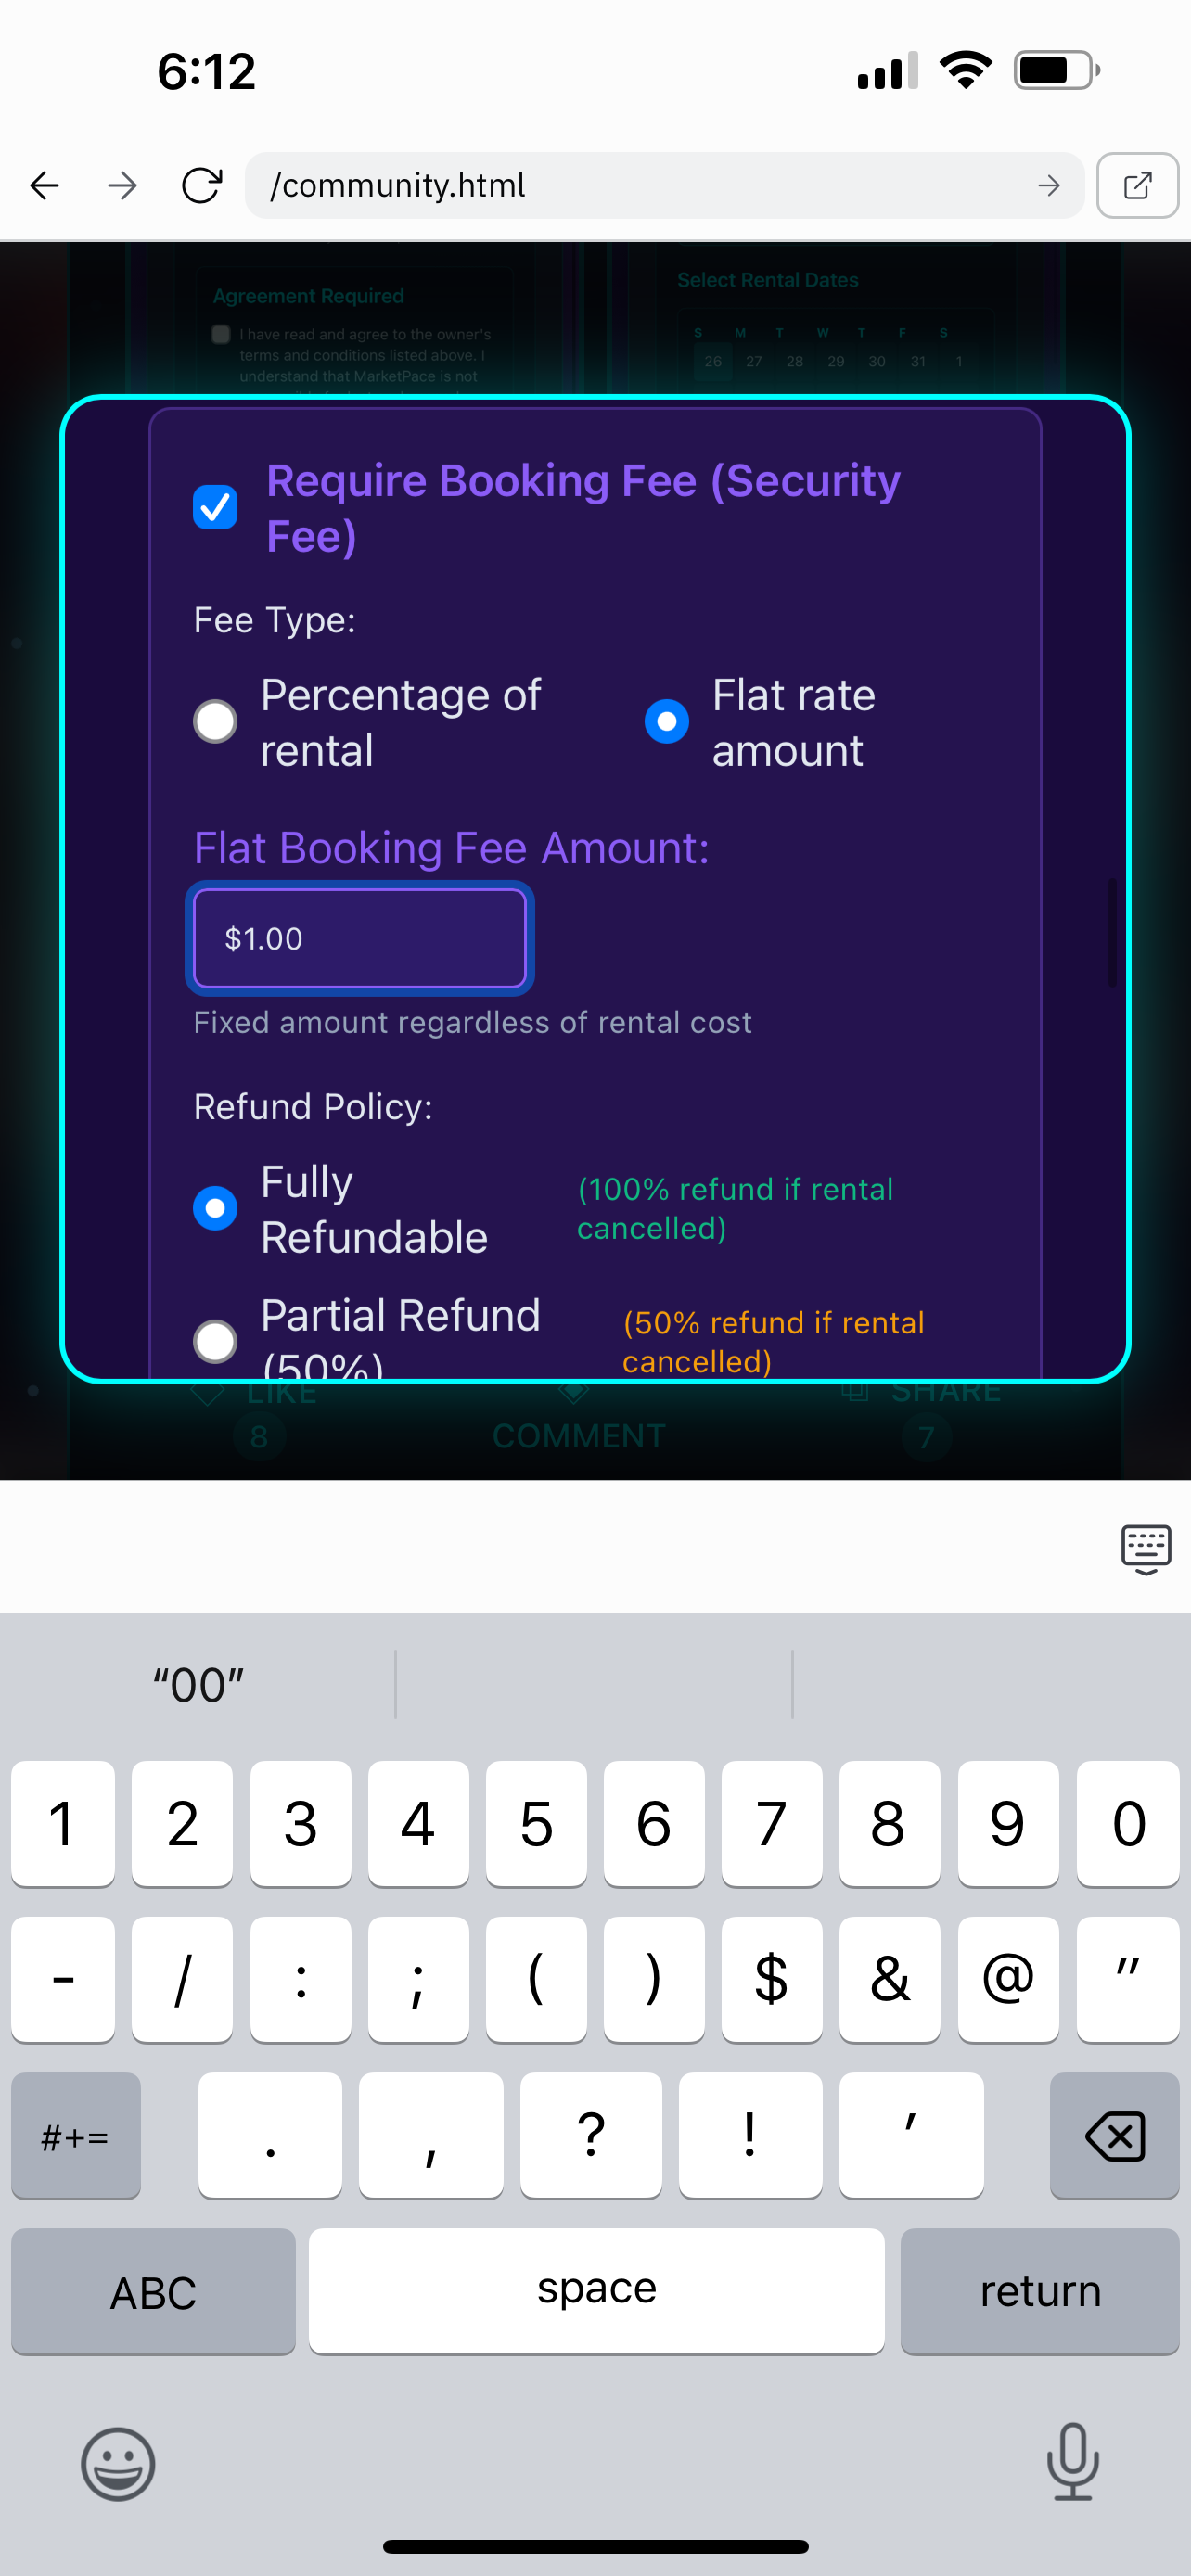 6:12
/community.html
Agreement Required
I have read and agree to the owner's
terms and conditions listed above. I
understand that MarketPace is not
Select Rental Dates
S M T W T F S
26 27 28 29 30 31 1
Require Booking Fee (Security
Fee)
Fee Type:
Percentage of
rental
Flat rate
amount
Flat Booking Fee Amount:
$1.00
Fixed amount regardless of rental cost
Refund Policy:
Fully
Refundable
(100% refund if rental
cancelled)
Partial Refund
(50%)
(50% refund if rental
cancelled)
LIKE
8
COMMENT
SHARE
7
“00”
1 2 3 4 5 6 7 8 9 0
- / : ; ( ) $ & @ "
#+= . , ? ! '
ABC space return